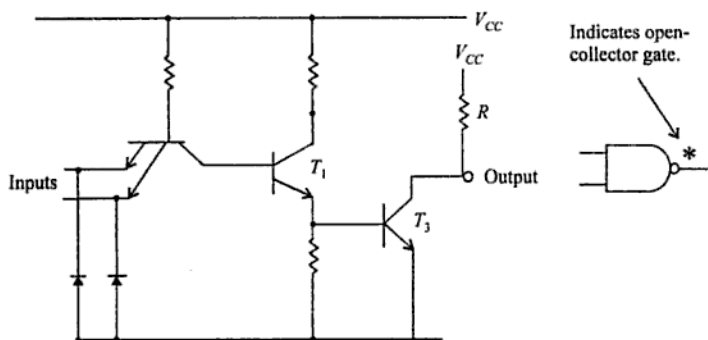 V_CC
V_CC
Indicates open-
collector gate.
R
*
Inputs
T_1
Output
T_3